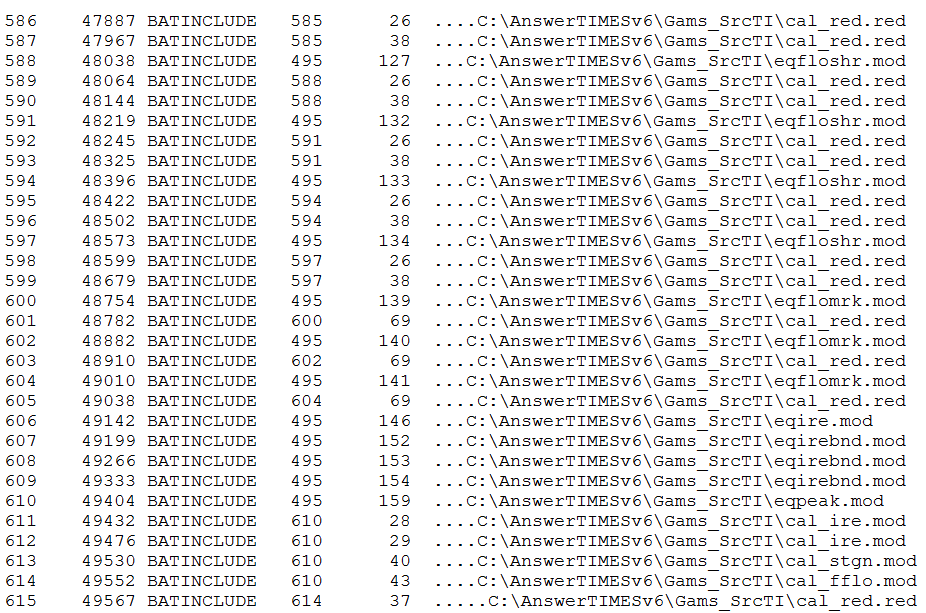 586 47887 BATINCLUDE 585 26 ....C:\AnswerTIMESv6\Gams_SrcTI\cal_red.red
587 47967 BATINCLUDE 585 38 ....C:\AnswerTIMESv6\Gams_SrcTI\cal_red.red
588 48038 BATINCLUDE 495 127 ...C:\AnswerTIMESv6\Gams_SrcTI\eqfloshr.mod
589 48064 BATINCLUDE 588 26 ....C:\AnswerTIMESv6\Gams_SrcTI\cal_red.red
590 48144 BATINCLUDE 588 38 ....C:\AnswerTIMESv6\Gams_SrcTI\cal_red.red
591 48219 BATINCLUDE 495 132 ...C:\AnswerTIMESv6\Gams_SrcTI\eqfloshr.mod
592 48245 BATINCLUDE 591 26 ....C:\AnswerTIMESv6\Gams_SrcTI\cal_red.red
593 48325 BATINCLUDE 591 38 ....C:\AnswerTIMESv6\Gams_SrcTI\cal_red.red
594 48396 BATINCLUDE 495 133 ...C:\AnswerTIMESv6\Gams_SrcTI\eqfloshr.mod
595 48422 BATINCLUDE 594 26 ....C:\AnswerTIMESv6\Gams_SrcTI\cal_red.red
596 48502 BATINCLUDE 594 38 ....C:\AnswerTIMESv6\Gams_SrcTI\cal_red.red
597 48573 BATINCLUDE 495 134 ...C:\AnswerTIMESv6\Gams_SrcTI\eqfloshr.mod
598 48599 BATINCLUDE 597 26 ....C:\AnswerTIMESv6\Gams_SrcTI\cal_red.red
599 48679 BATINCLUDE 597 38 ....C:\AnswerTIMESv6\Gams_SrcTI\cal_red.red
600 48754 BATINCLUDE 495 139 ...C:\AnswerTIMESv6\Gams_SrcTI\eqflomrk.mod
601 48782 BATINCLUDE 600 69 ....C:\AnswerTIMESv6\Gams_SrcTI\cal_red.red
602 48882 BATINCLUDE 495 140 ...C:\AnswerTIMESv6\Gams_SrcTI\eqflomrk.mod
603 48910 BATINCLUDE 602 69 ....C:\AnswerTIMESv6\Gams_SrcTI\cal_red.red
604 49010 BATINCLUDE 495 141 ...C:\AnswerTIMESv6\Gams_SrcTI\eqflomrk.mod
605 49038 BATINCLUDE 604 69 ....C:\AnswerTIMESv6\Gams_SrcTI\cal_red.red
606 49142 BATINCLUDE 495 146 ...C:\AnswerTIMESv6\Gams_SrcTI\eqire.mod
607 49199 BATINCLUDE 495 152 ...C:\AnswerTIMESv6\Gams_SrcTI\eqirebnd.mod
608 49266 BATINCLUDE 495 153 ...C:\AnswerTIMESv6\Gams_SrcTI\eqirebnd.mod
609 49333 BATINCLUDE 495 154 ...C:\AnswerTIMESv6\Gams_SrcTI\eqirebnd.mod
610 49404 BATINCLUDE 495 159 ...C:\AnswerTIMESv6\Gams_SrcTI\eqpeak.mod
611 49432 BATINCLUDE 610 28 ....C:\AnswerTIMESv6\Gams_SrcTI\cal_ire.mod
612 49476 BATINCLUDE 610 29 ....C:\AnswerTIMESv6\Gams_SrcTI\cal_ire.mod
613 49530 BATINCLUDE 610 40 ....C:\AnswerTIMESv6\Gams_SrcTI\cal_stgn.mod
614 49552 BATINCLUDE 610 43 ....C:\AnswerTIMESv6\Gams_SrcTI\cal_fflo.mod
615 49567 BATINCLUDE 614 37 .....C:\AnswerTIMESv6\Gams_SrcTI\cal_red.red